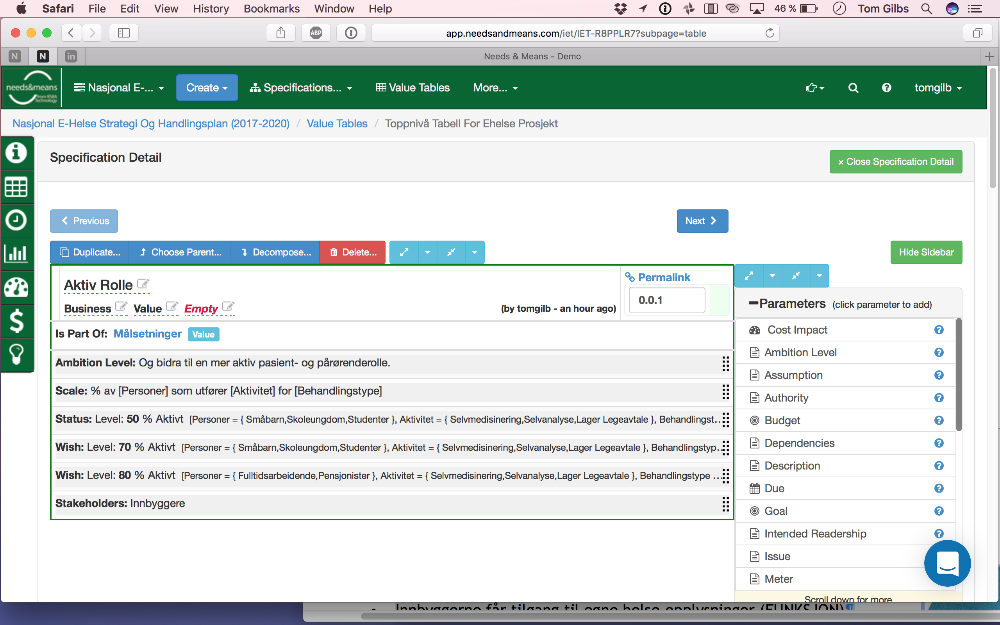 Safari File Edit View History Bookmarks Window Help 46 % Tom Gilbs
ABP app.needsandmeans.com/iet/IET-R8PPLR7?subpage=table
N N in Needs & Means - Demo
needs&means
from RSBA
Technology
Nasjonal E-... Create Specifications... Value Tables More... tomgilb
Nasjonal E-Helse Strategi Og Handlingsplan (2017-2020) / Value Tables / Toppnivå Tabell For Ehelse Prosjekt
Specification Detail
× Close Specification Detail
Previous Next
Duplicate... Choose Parent... Decompose... Delete... Hide Sidebar
Aktiv Rolle
Permalink
0.0.1
Business Value Empty (by tomgilb - an hour ago)
Is Part Of: Målsetninger Value
Ambition Level: Og bidra til en mer aktiv pasient- og pårørenderolle.
Scale: % av [Personer] som utfører [Aktivitet] for [Behandlingstype]
Status: Level: 50 % Aktivt [Personer = { Småbarn,Skoleungdom,Studenter }, Aktivitet = { Selvmedisinering,Selvanalyse,Lager Legeavtale }, Behandlingst...
Wish: Level: 70 % Aktivt [Personer = { Småbarn,Skoleungdom,Studenter }, Aktivitet = { Selvmedisinering,Selvanalyse,Lager Legeavtale }, Behandlingstyp...
Wish: Level: 80 % Aktivt [Personer = { Fulltidsarbeidende,Pensjonister }, Aktivitet = { Selvmedisinering,Selvanalyse,Lager Legeavtale }, Behandlingstype ...
Stakeholders: Innbyggere
Parameters (click parameter to add)
Cost Impact
Ambition Level
Assumption
Authority
Budget
Dependencies
Description
Due
Goal
Intended Readership
Issue
Meter
Scroll down for more
Innbyggerne får tilgang til egne helse opplysninger (FUNKSJON)¶